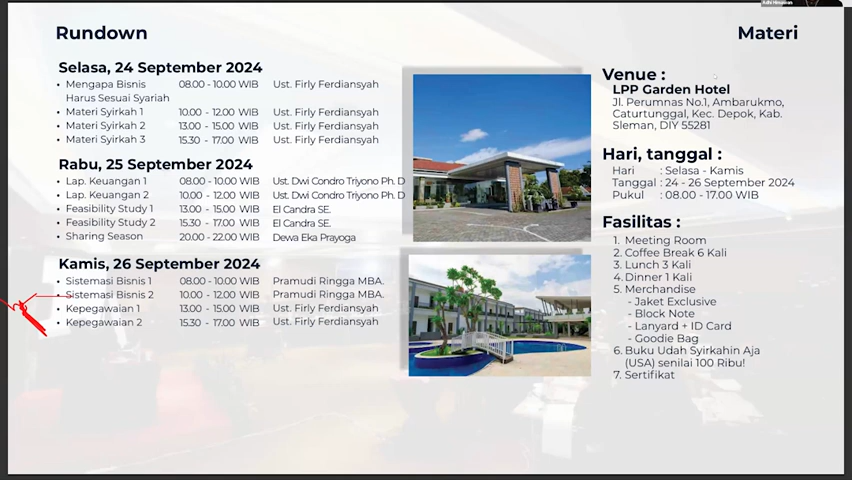 Rundown
Selasa, 24 September 2024
• Mengapa Bisnis 08.00 - 10.00 WIB Ust. Firly Ferdiansyah
Harus Sesuai Syariah
• Materi Syirkah 1 10.00 - 12.00 WIB Ust. Firly Ferdiansyah
• Materi Syirkah 2 13.00 - 15.00 WIB Ust. Firly Ferdiansyah
• Materi Syirkah 3 15.30 - 17.00 WIB Ust. Firly Ferdiansyah
Rabu, 25 September 2024
• Lap. Keuangan 1 08.00 - 10.00 WIB Ust. Dwi Condro Triyono Ph. D
• Lap. Keuangan 2 10.00 - 12.00 WIB Ust. Dwi Condro Triyono Ph. D
• Feasibility Study 1 13.00 - 15.00 WIB El Candra SE.
• Feasibility Study 2 15.30 - 17.00 WIB El Candra SE.
• Sharing Season 20.00 - 22.00 WIB Dewa Eka Prayoga
Kamis, 26 September 2024
• Sistemasi Bisnis 1 08.00 - 10.00 WIB Pramudi Ringga MBA.
• Sistemasi Bisnis 2 10.00 - 12.00 WIB Pramudi Ringga MBA.
• Kepegawaian 1 13.00 - 15.00 WIB Ust. Firly Ferdiansyah
• Kepegawaian 2 15.30 - 17.00 WIB Ust. Firly Ferdiansyah
Materi
Venue :
LPP Garden Hotel
Jl. Perumnas No.1, Ambarukmo,
Caturtunggal, Kec. Depok, Kab.
Sleman, DIY 55281
Hari, tanggal :
Hari : Selasa - Kamis
Tanggal : 24 - 26 September 2024
Pukul : 08.00 - 17.00 WIB
Fasilitas :
1. Meeting Room
2. Coffee Break 6 Kali
3. Lunch 3 Kali
4. Dinner 1 Kali
5. Merchandise
- Jaket Exclusive
- Block Note
- Lanyard + ID Card
- Goodie Bag
6. Buku Udah Syirkahin Aja
(USA) senilai 100 Ribu!
7. Sertifikat